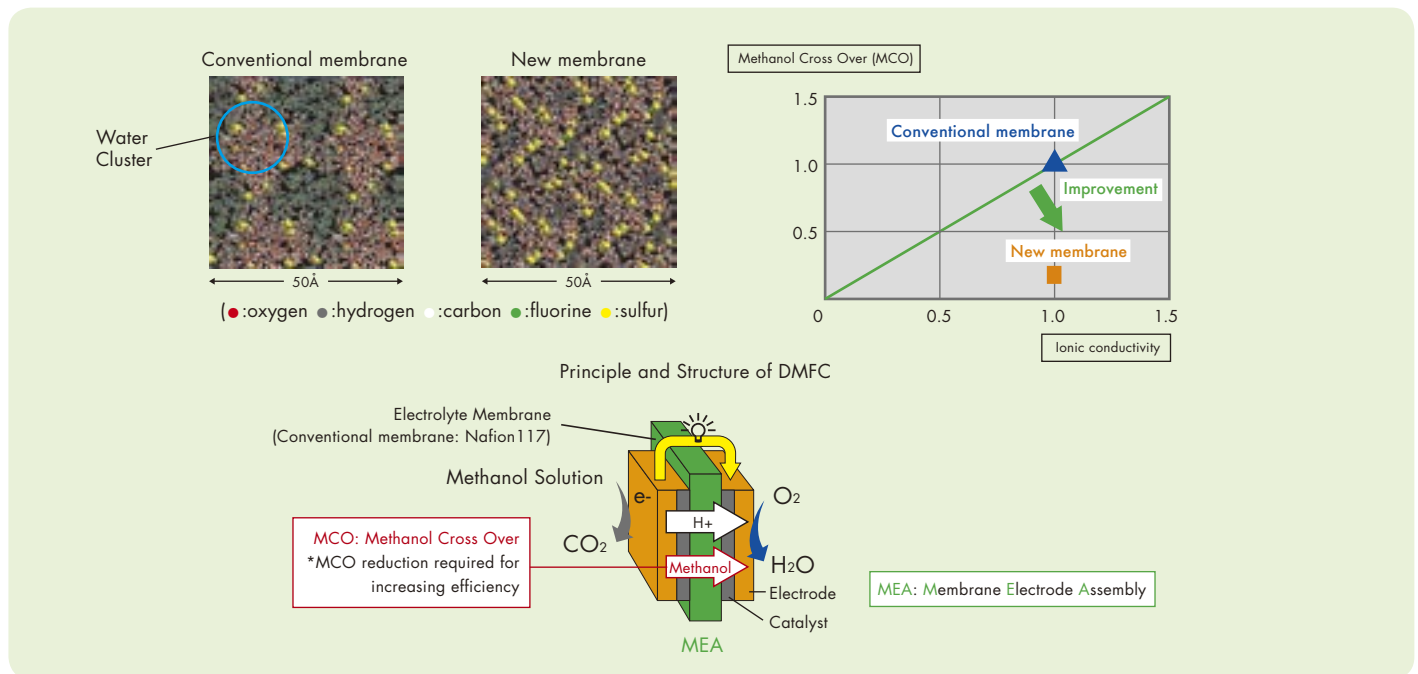 Conventional membrane
New membrane
Water
Cluster
50Å
50Å
(●:oxygen ●:hydrogen ●:carbon ●:fluorine ●:sulfur)
Methanol Cross Over (MCO)
1.5
1.0
0.5
Conventional membrane
Improvement
New membrane
0
0.5
1.0
1.5
Ionic conductivity
Principle and Structure of DMFC
Electrolyte Membrane
(Conventional membrane: Nafion117)
Methanol Solution
e-
O2
H+
CO2
Methanol
H2O
MCO: Methanol Cross Over
*MCO reduction required for
increasing efficiency
Electrode
Catalyst
MEA
MEA: Membrane Electrode Assembly